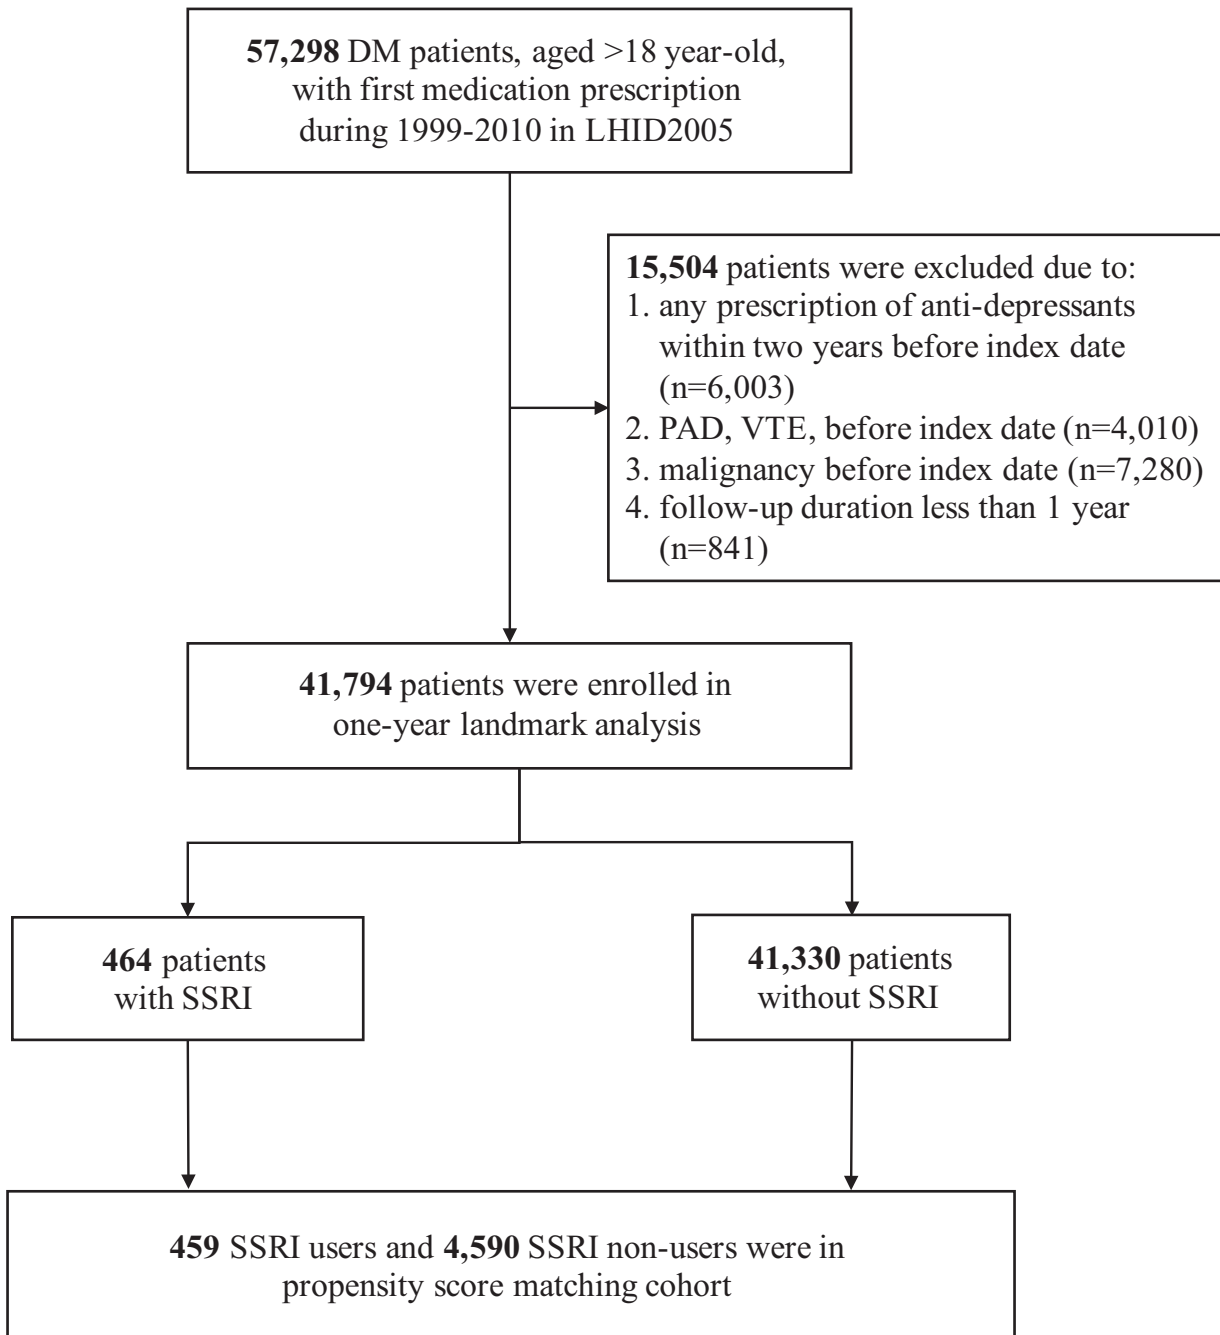 57,298 DM patients, aged >18 year-old,
with first medication prescription
during 1999-2010 in LHID2005
15,504 patients were excluded due to:
1. any prescription of anti-depressants
within two years before index date
(n=6,003)
2. PAD, VTE, before index date (n=4,010)
3. malignancy before index date (n=7,280)
4. follow-up duration less than 1 year
(n=841)
41,794 patients were enrolled in
one-year landmark analysis
464 patients
with SSRI
41,330 patients
without SSRI
459 SSRI users and 4,590 SSRI non-users were in
propensity score matching cohort